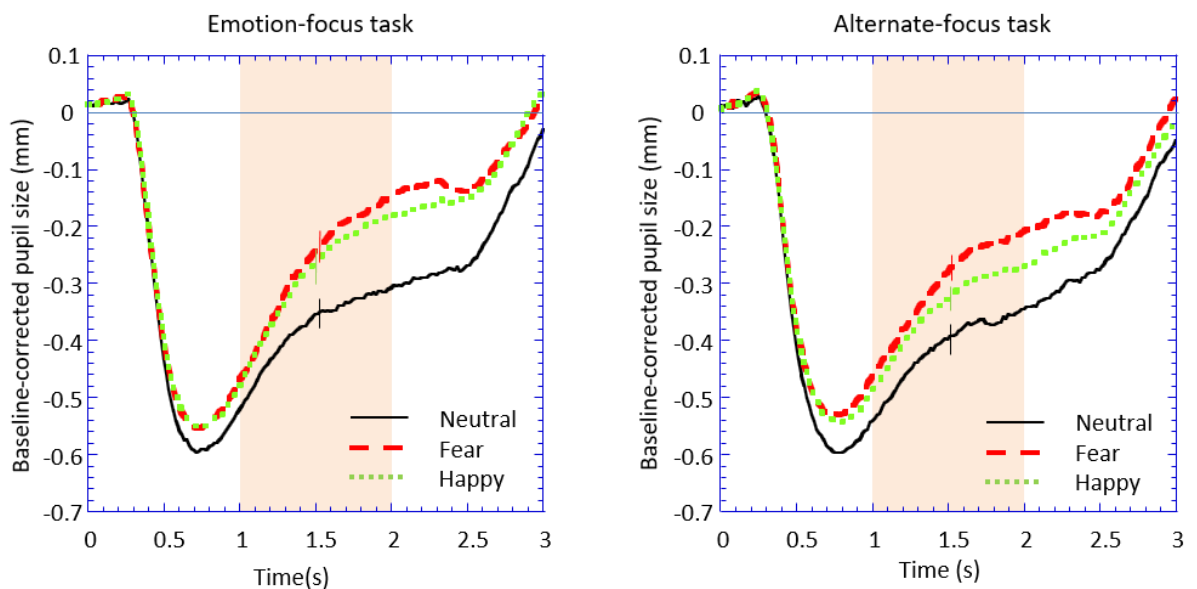 Emotion-focus task
Baseline-corrected pupil size (mm)
0.1
0
-0.1
-0.2
-0.3
-0.4
-0.5
-0.6
-0.7
Neutral
Fear
Happy
0 0.5 1 1.5 2 2.5 3
Time(s)
Alternate-focus task
Baseline-corrected pupil size (mm)
0.1
0
-0.1
-0.2
-0.3
-0.4
-0.5
-0.6
-0.7
Neutral
Fear
Happy
0 0.5 1 1.5 2 2.5 3
Time (s)